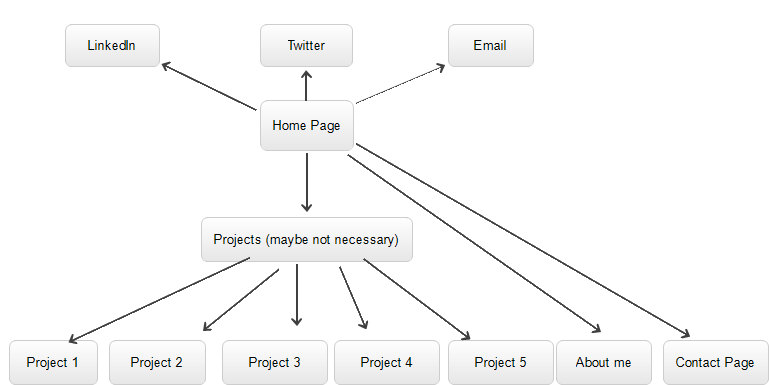 LinkedIn
Twitter
Email
Home Page
Projects (maybe not necessary)
Project 1
Project 2
Project 3
Project 4
Project 5
About me
Contact Page